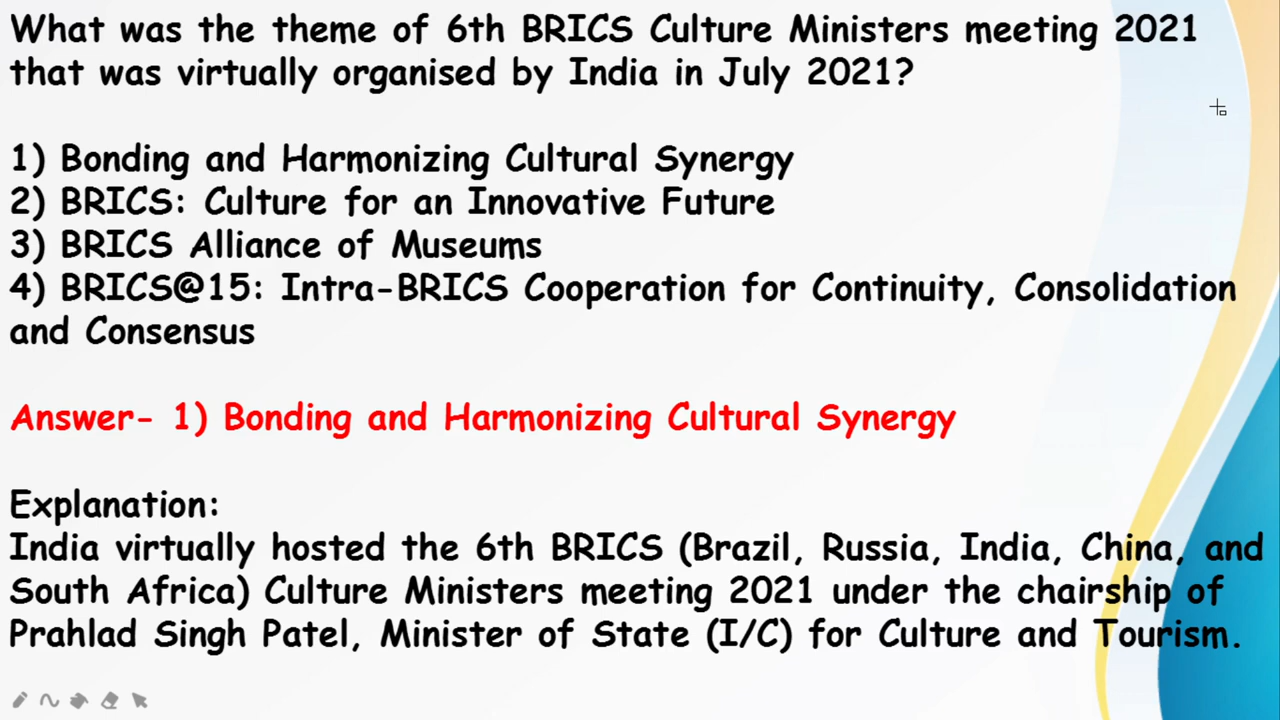 What was the theme of 6th BRICS Culture Ministers meeting 2021
that was virtually organised by India in July 2021?
1) Bonding and Harmonizing Cultural Synergy
2) BRICS: Culture for an Innovative Future
3) BRICS Alliance of Museums
4) BRICS@15: Intra-BRICS Cooperation for Continuity, Consolidation
and Consensus
Answer- 1) Bonding and Harmonizing Cultural Synergy
Explanation:
India virtually hosted the 6th BRICS (Brazil, Russia, India, China, and
South Africa) Culture Ministers meeting 2021 under the chairship of
Prahlad Singh Patel, Minister of State (I/C) for Culture and Tourism.